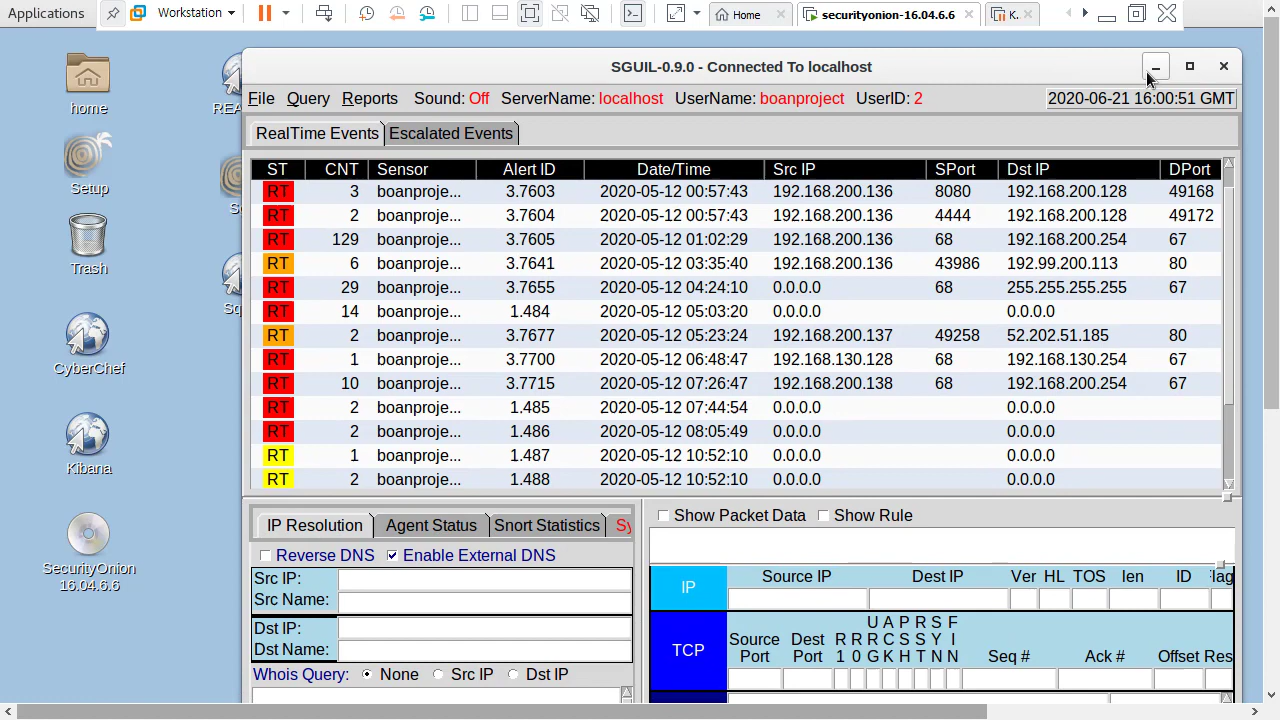 Applications Workstation Home securityonion-16.04.6.6 K.
home
Setup
Trash
CyberChef
Kibana
SecurityOnion
16.04.6.6
SGUIL-0.9.0 - Connected To localhost
File Query Reports Sound: Off ServerName: localhost UserName: boanproject UserID: 2 2020-06-21 16:00:51 GMT
RealTime Events Escalated Events
ST CNT Sensor Alert ID Date/Time Src IP SPort Dst IP DPort
RT 3 boanproje... 3.7603 2020-05-12 00:57:43 192.168.200.136 8080 192.168.200.128 49168
RT 2 boanproje... 3.7604 2020-05-12 00:57:43 192.168.200.136 4444 192.168.200.128 49172
RT 129 boanproje... 3.7605 2020-05-12 01:02:29 192.168.200.136 68 192.168.200.254 67
RT 6 boanproje... 3.7641 2020-05-12 03:35:40 192.168.200.136 43986 192.99.200.113 80
RT 29 boanproje... 3.7655 2020-05-12 04:24:10 0.0.0.0 68 255.255.255.255 67
RT 14 boanproje... 1.484 2020-05-12 05:03:20 0.0.0.0 0.0.0.0
RT 2 boanproje... 3.7677 2020-05-12 05:23:24 192.168.200.137 49258 52.202.51.185 80
RT 1 boanproje... 3.7700 2020-05-12 06:48:47 192.168.130.128 68 192.168.130.254 67
RT 10 boanproje... 3.7715 2020-05-12 07:26:47 192.168.200.138 68 192.168.200.254 67
RT 2 boanproje... 1.485 2020-05-12 07:44:54 0.0.0.0 0.0.0.0
RT 2 boanproje... 1.486 2020-05-12 08:05:49 0.0.0.0 0.0.0.0
RT 1 boanproje... 1.487 2020-05-12 10:52:10 0.0.0.0 0.0.0.0
RT 2 boanproje... 1.488 2020-05-12 10:52:10 0.0.0.0 0.0.0.0
IP Resolution Agent Status Snort Statistics Sy
Reverse DNS Enable External DNS
Src IP:
Src Name:
Dst IP:
Dst Name:
Whois Query: None Src IP Dst IP
Show Packet Data Show Rule
IP Source IP Dest IP Ver HL TOS len ID lag
TCP Source Port Dest Port R1 R0 URG ACK PSH RST SYN FIN Seq # Ack # Offset Res